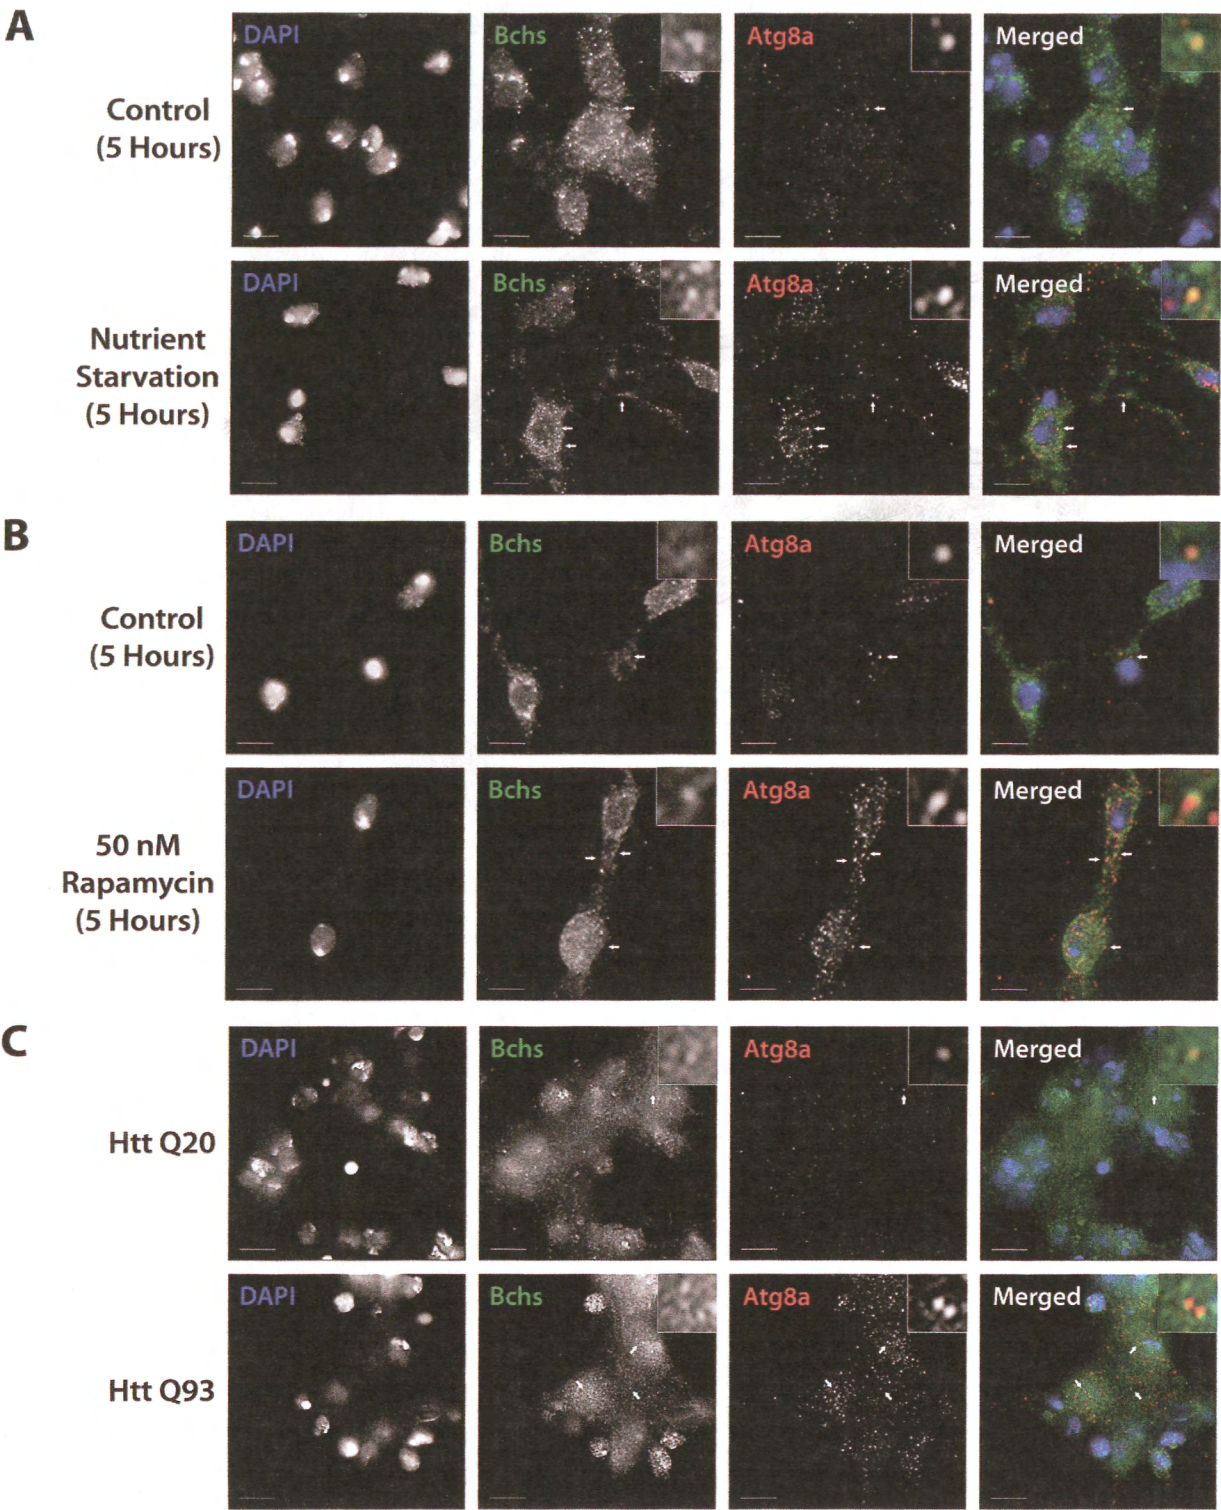 A
DAPI Bchs Atg8a Merged
Control
(5 Hours)
DAPI Bchs Atg8a Merged
Nutrient
Starvation
(5 Hours)
B
DAPI Bchs Atg8a Merged
Control
(5 Hours)
DAPI Bchs Atg8a Merged
50 nM
Rapamycin
(5 Hours)
C
DAPI Bchs Atg8a Merged
Htt Q20
DAPI Bchs Atg8a Merged
Htt Q93